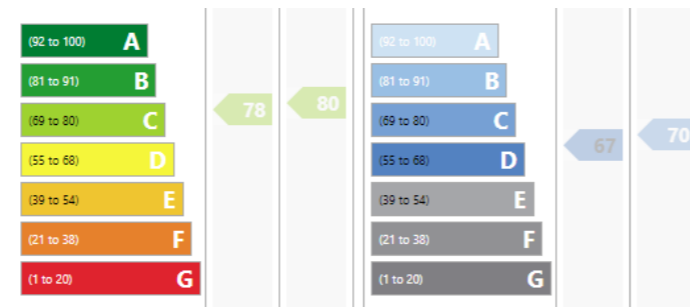 (92 to 100) A
(81 to 91) B
(69 to 80) C
(55 to 68) D
(39 to 54) E
(21 to 38) F
(1 to 20) G
78
80
(92 to 100) A
(81 to 91) B
(69 to 80) C
(55 to 68) D
(39 to 54) E
(21 to 38) F
(1 to 20) G
67
70